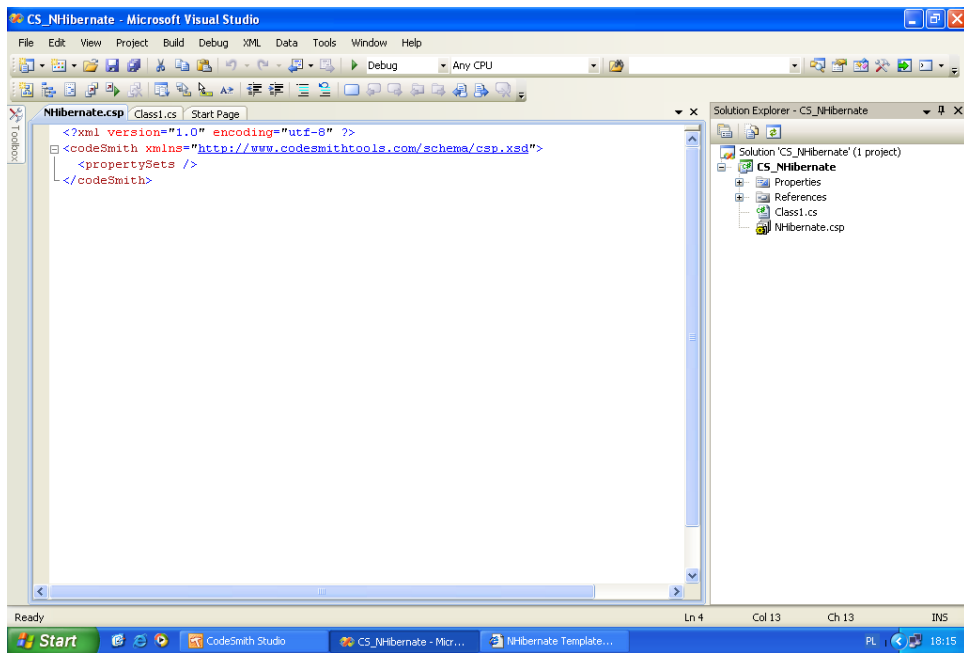 CS_NHibernate - Microsoft Visual Studio
File Edit View Project Build Debug XML Data Tools Window Help
Debug Any CPU
NHibernate.csp Class1.cs Start Page
Toolbox
<?xml version="1.0" encoding="utf-8" ?>
<codeSmith xmlns="http://www.codesmithtools.com/schema/csp.xsd">
<propertySets />
</codeSmith>
Solution Explorer - CS_NHibernate
Solution 'CS_NHibernate' (1 project)
CS_NHibernate
Properties
References
Class1.cs
NHibernate.csp
Ready Ln 4 Col 13 Ch 13 INS
Start CodeSmith Studio CS_NHibernate - Micr... NHibernate Template... PL 18:15